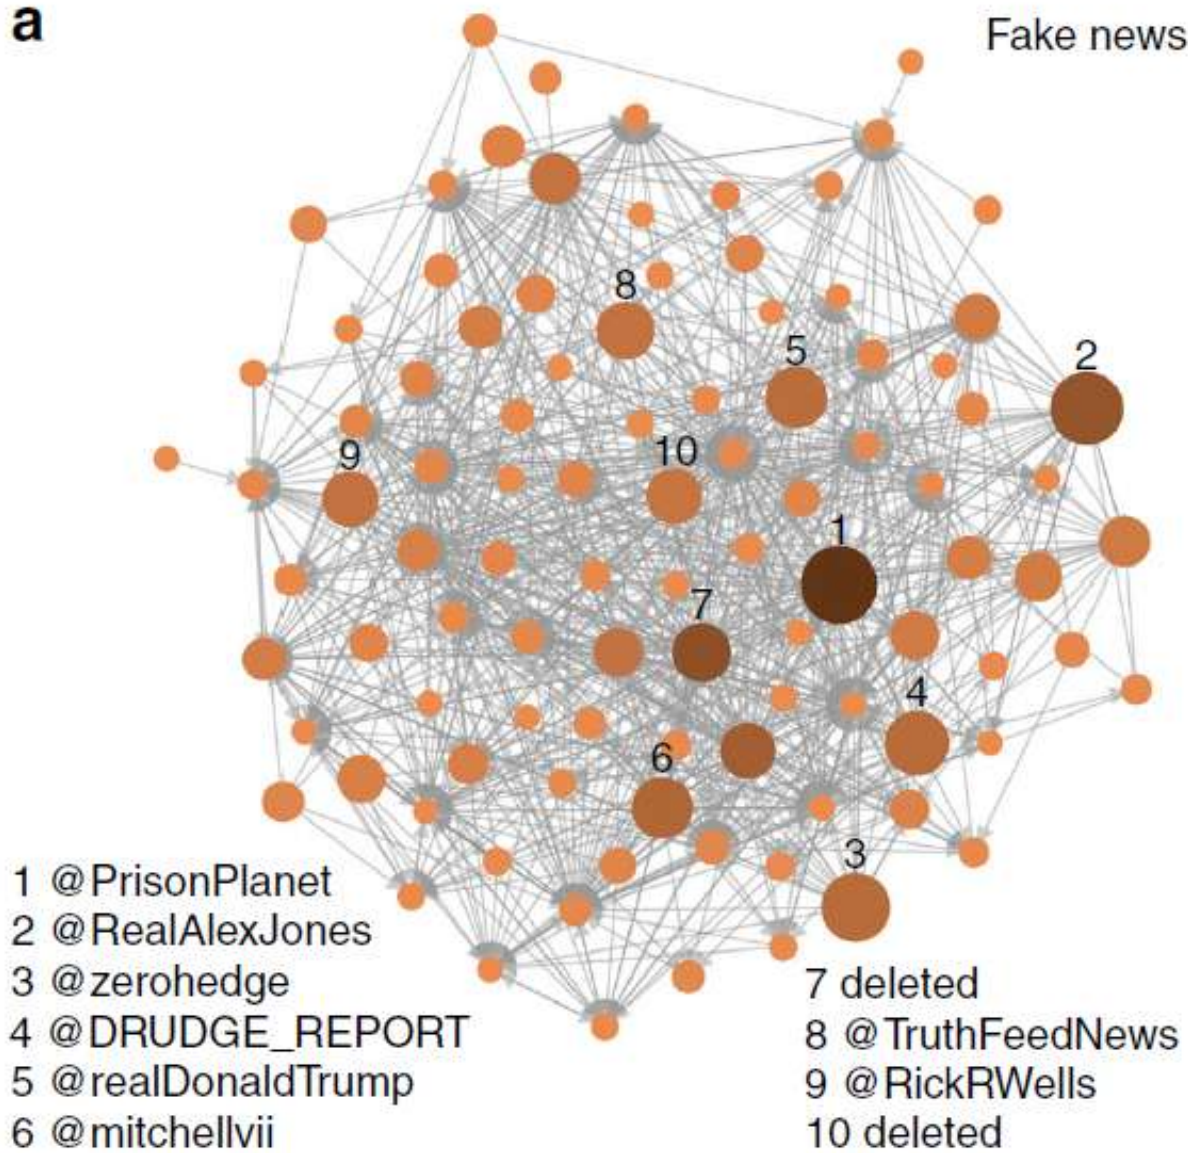 a
Fake news
8
5
2
9
10
1
7
4
6
3
1 @PrisonPlanet
2 @RealAlexJones
3 @zerohedge
4 @DRUDGE_REPORT
5 @realDonaldTrump
6 @mitchellvii
7 deleted
8 @TruthFeedNews
9 @RickRWells
10 deleted